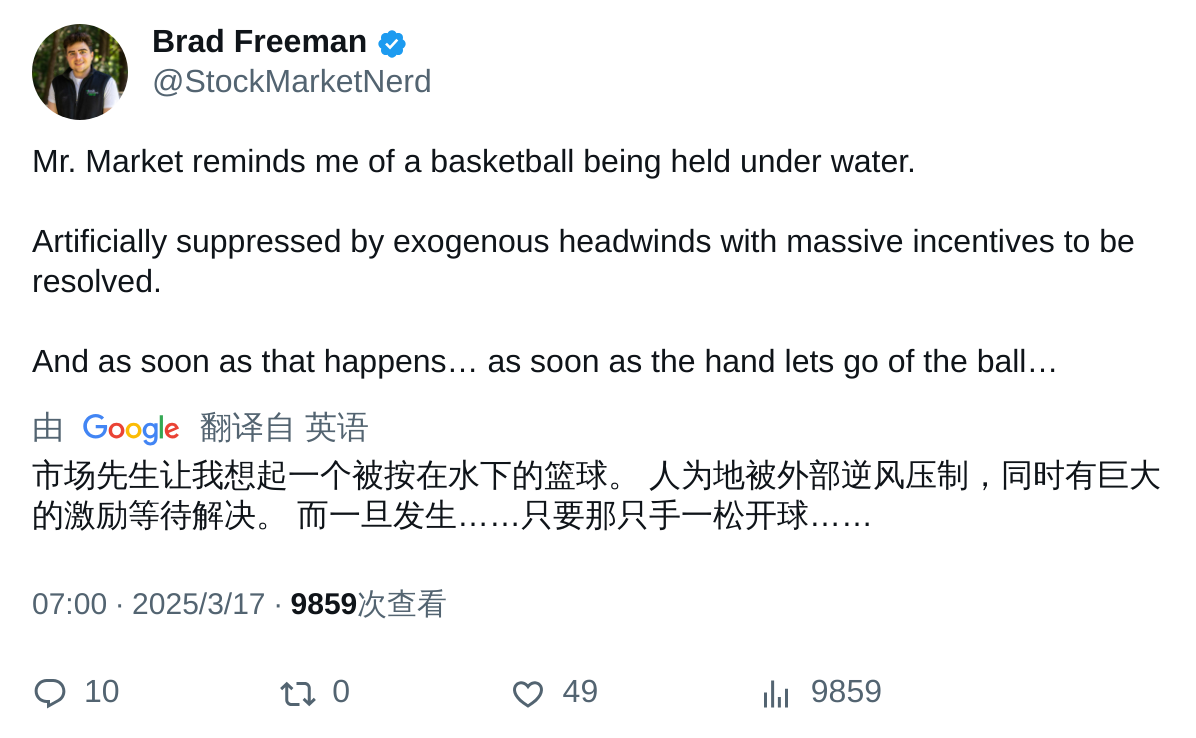 Brad Freeman
@StockMarketNerd
Mr. Market reminds me of a basketball being held under water.
Artificially suppressed by exogenous headwinds with massive incentives to be
resolved.
And as soon as that happens… as soon as the hand lets go of the ball…
由 Google 翻译自 英语
市场先生让我想起一个被按在水下的篮球。 人为地被外部逆风压制，同时有巨大
的激励等待解决。 而一旦发生……只要那只手一松开球……
07:00 · 2025/3/17 · 9859次查看
10 0 49 9859